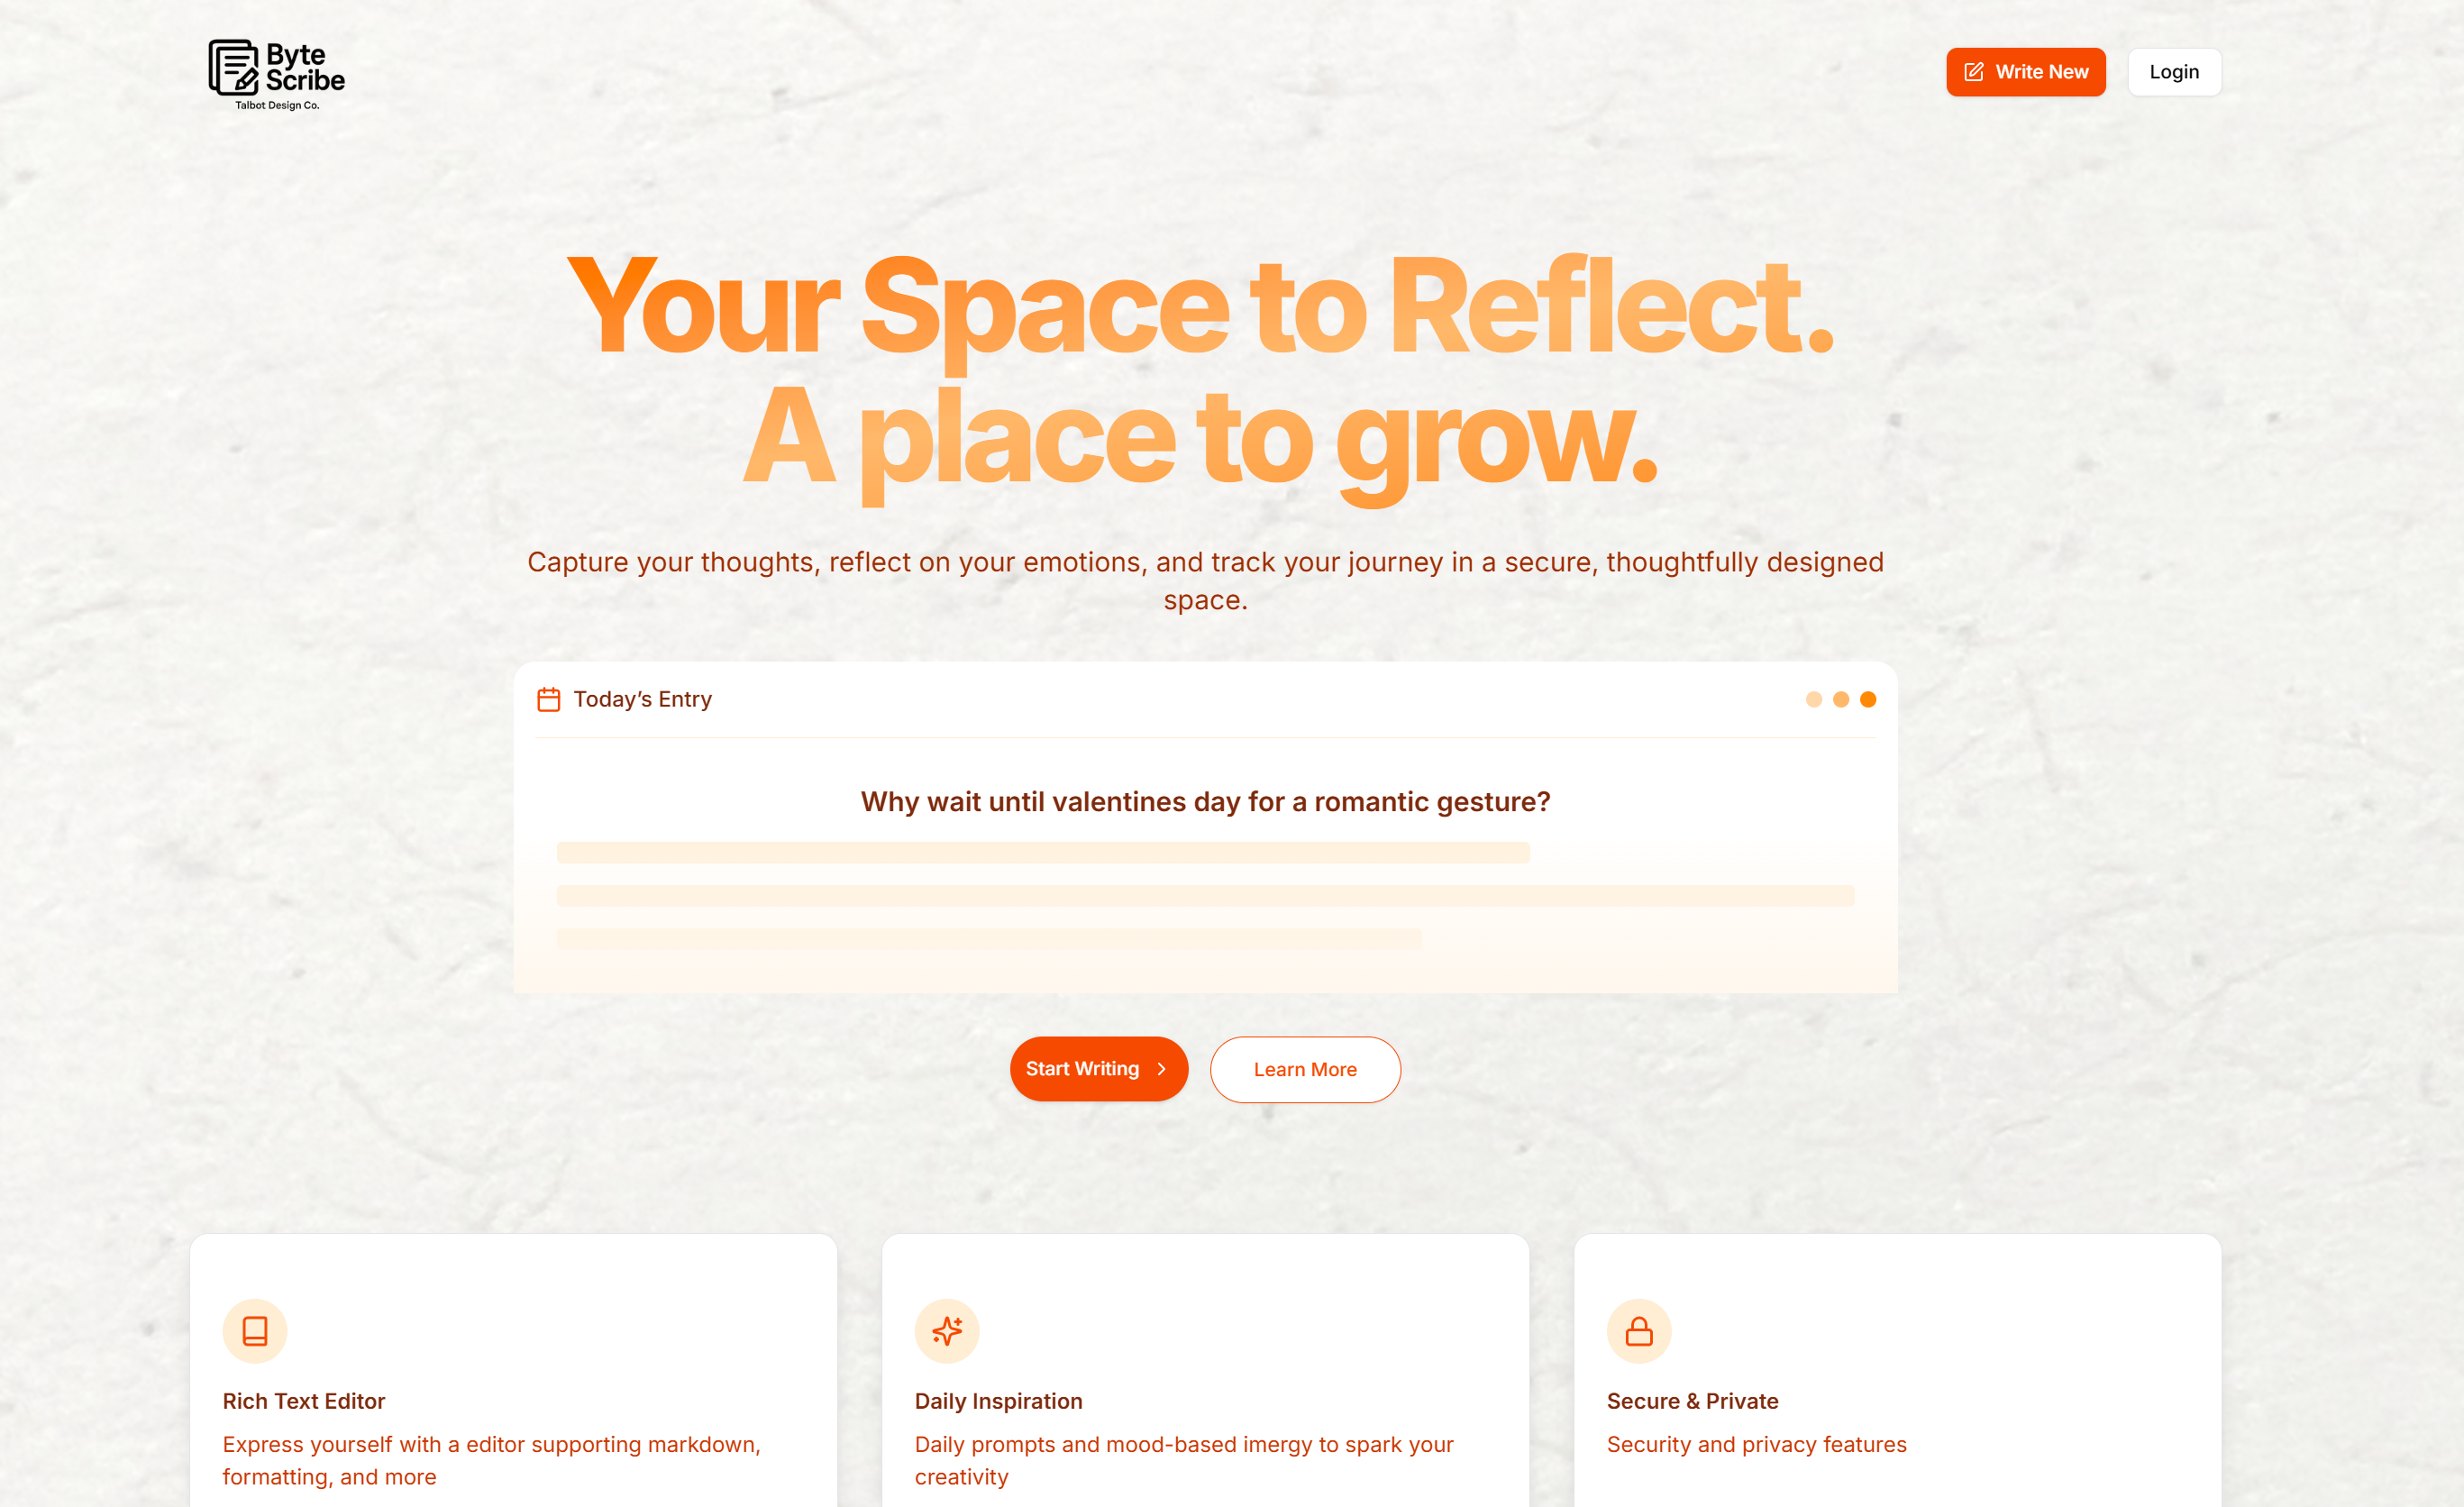 Byte
Scribe
Talbot Design Co.
Write New
Login
Your Space to Reflect.
A place to grow.
Capture your thoughts, reflect on your emotions, and track your journey in a secure, thoughtfully designed
space.
Today’s Entry
Why wait until valentines day for a romantic gesture?
Start Writing
Learn More
Rich Text Editor
Express yourself with a editor supporting markdown,
formatting, and more
Daily Inspiration
Daily prompts and mood-based imergy to spark your
creativity
Secure & Private
Security and privacy features